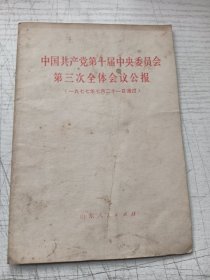 中国共产党第十届中央委员会
第三次全体会议公报
(一九七七年七月二十一日通过)
山东人民出版社